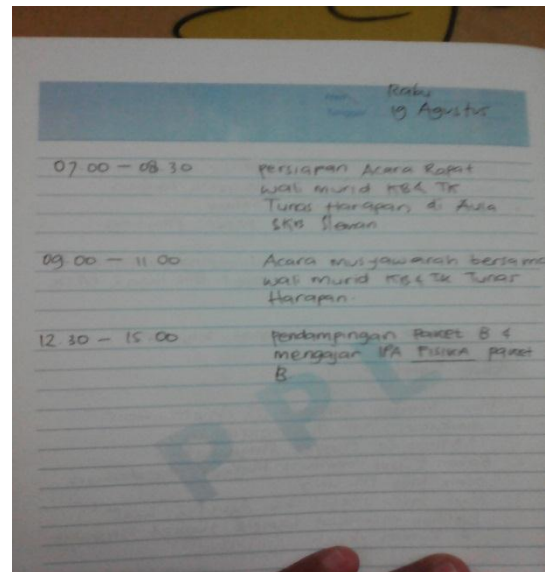 Hari Rabu
Tanggal 19 Agustus
07.00 - 08.30 persiapan Acara Rapat
wali murid KB & TK
Tunas Harapan, di Aula
SKB Sleman
09.00 - 11.00 Acara musyawarah bersama
wali murid KB & TK Tunas
Harapan.
12.30 - 15.00 pendampingan paket B &
mengajar IPA FISIKA paket
B.
PPL